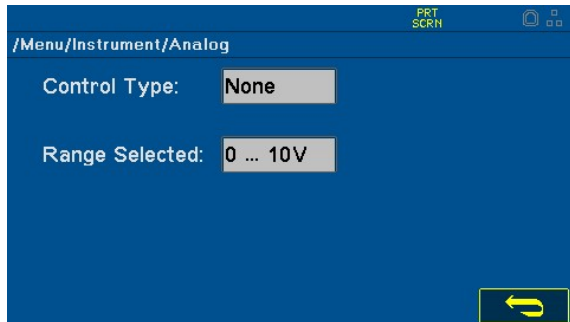 PRT
SCRN
/Menu/Instrument/Analog
Control Type: None
Range Selected: 0 ... 10V